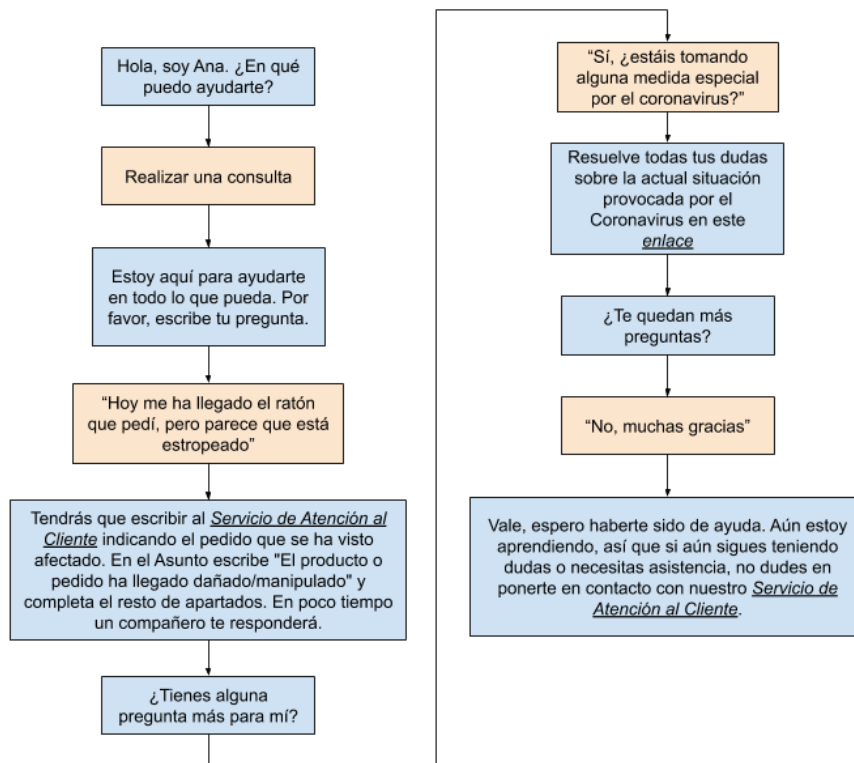 Hola, soy Ana. ¿En qué
puedo ayudarte?
Realizar una consulta
Estoy aquí para ayudarte
en todo lo que pueda. Por
favor, escribe tu pregunta.
“Hoy me ha llegado el ratón
que pedí, pero parece que está
estropeado”
Tendrás que escribir al Servicio de Atención al
Cliente indicando el pedido que se ha visto
afectado. En el Asunto escribe "El producto o
pedido ha llegado dañado/manipulado" y
completa el resto de apartados. En poco tiempo
un compañero te responderá.
¿Tienes alguna
pregunta más para mí?
“Sí, ¿estáis tomando
alguna medida especial
por el coronavirus?”
Resuelve todas tus dudas
sobre la actual situación
provocada por el
Coronavirus en este
enlace
¿Te quedan más
preguntas?
“No, muchas gracias”
Vale, espero haberte sido de ayuda. Aún estoy
aprendiendo, así que si aún sigues teniendo
dudas o necesitas asistencia, no dudes en
ponerte en contacto con nuestro Servicio de
Atención al Cliente.